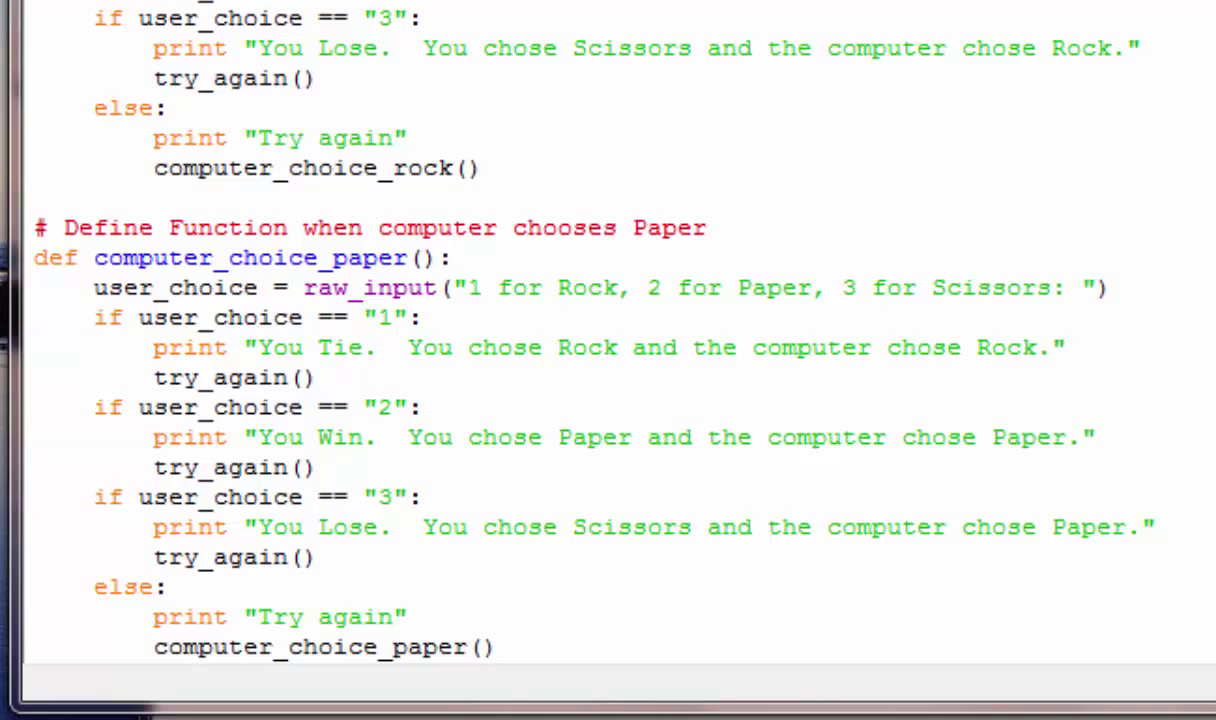 if user_choice == "3":
print "You Lose.  You chose Scissors and the computer chose Rock."
try_again()
else:
print "Try again"
computer_choice_rock()
# Define Function when computer chooses Paper
def computer_choice_paper():
user_choice = raw_input("1 for Rock, 2 for Paper, 3 for Scissors: ")
if user_choice == "1":
print "You Tie.  You chose Rock and the computer chose Rock."
try_again()
if user_choice == "2":
print "You Win.  You chose Paper and the computer chose Paper."
try_again()
if user_choice == "3":
print "You Lose.  You chose Scissors and the computer chose Paper."
try_again()
else:
print "Try again"
computer_choice_paper()